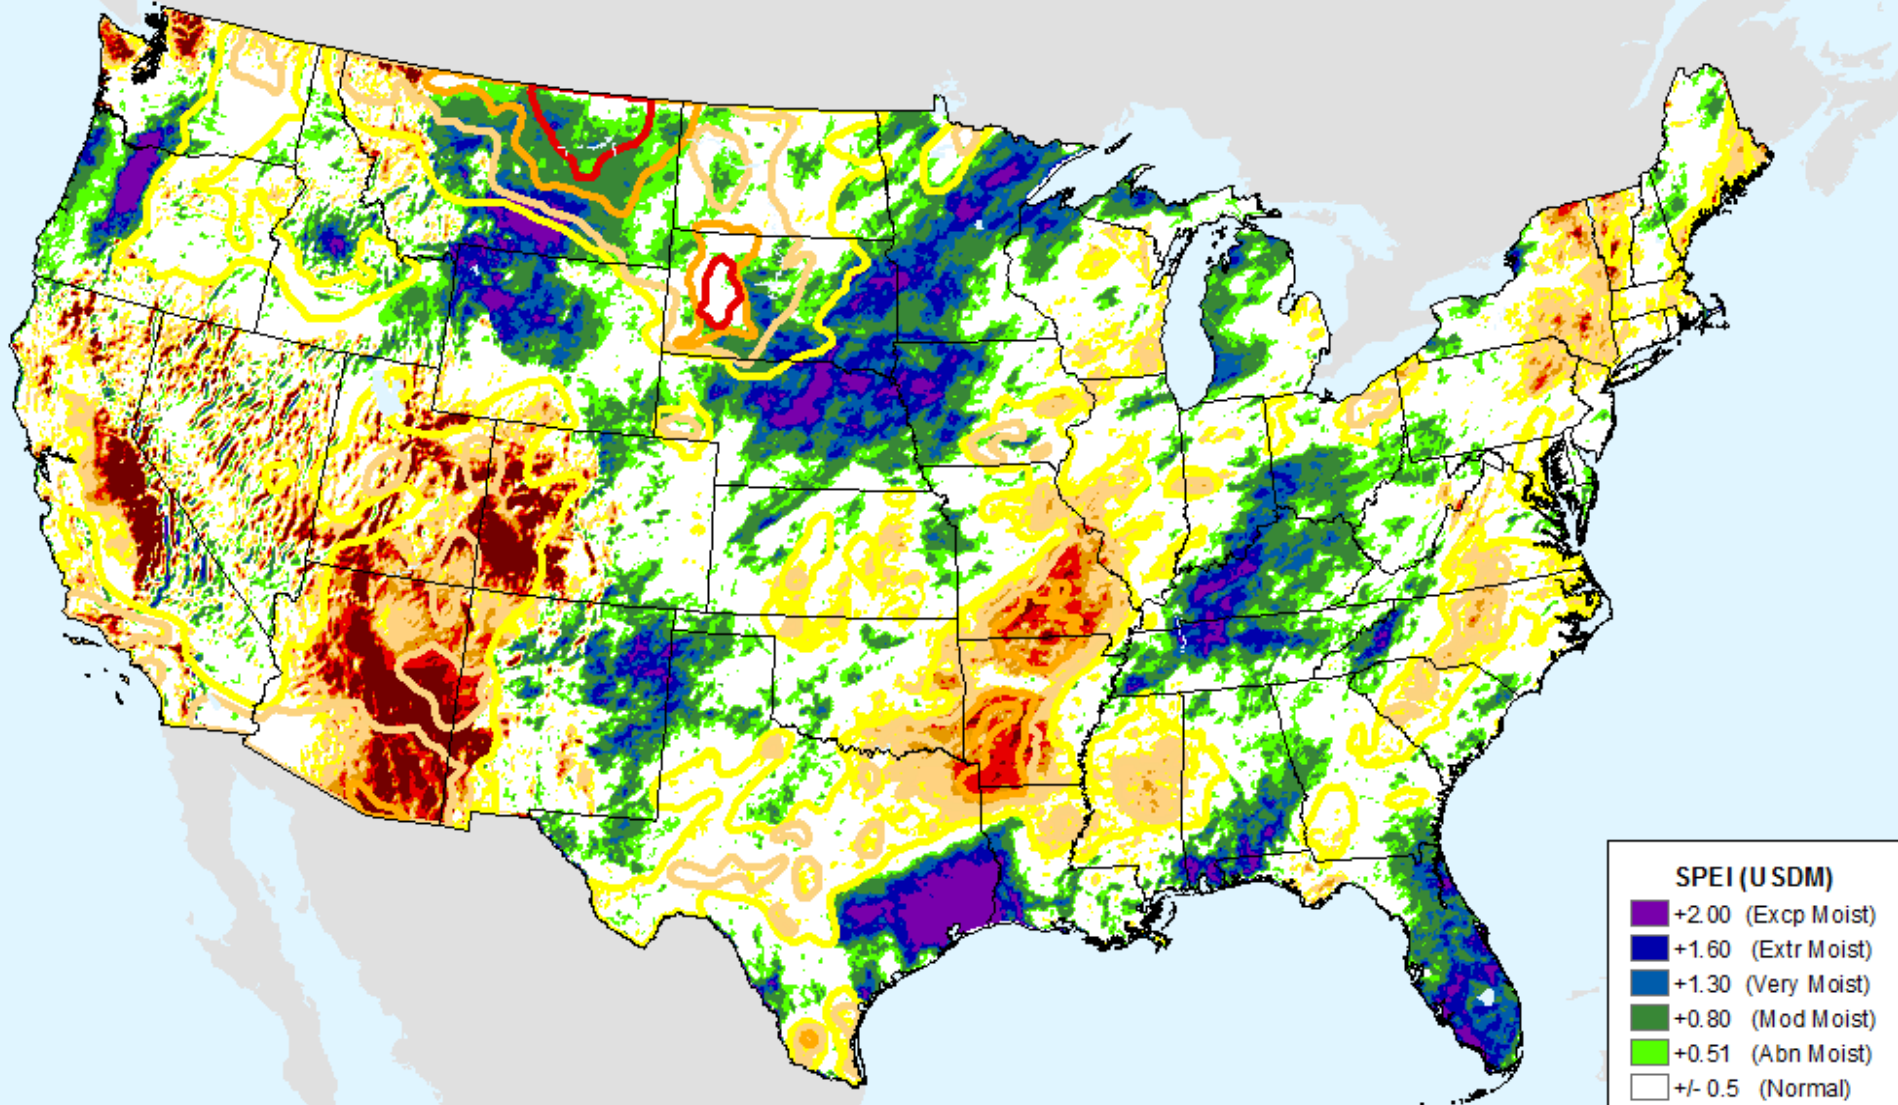 SPEI (USDM)
+2.00 (Excp Moist)
+1.60 (Extr Moist)
+1.30 (Very Moist)
+0.80 (Mod Moist)
+0.51 (Abn Moist)
+/- 0.5 (Normal)